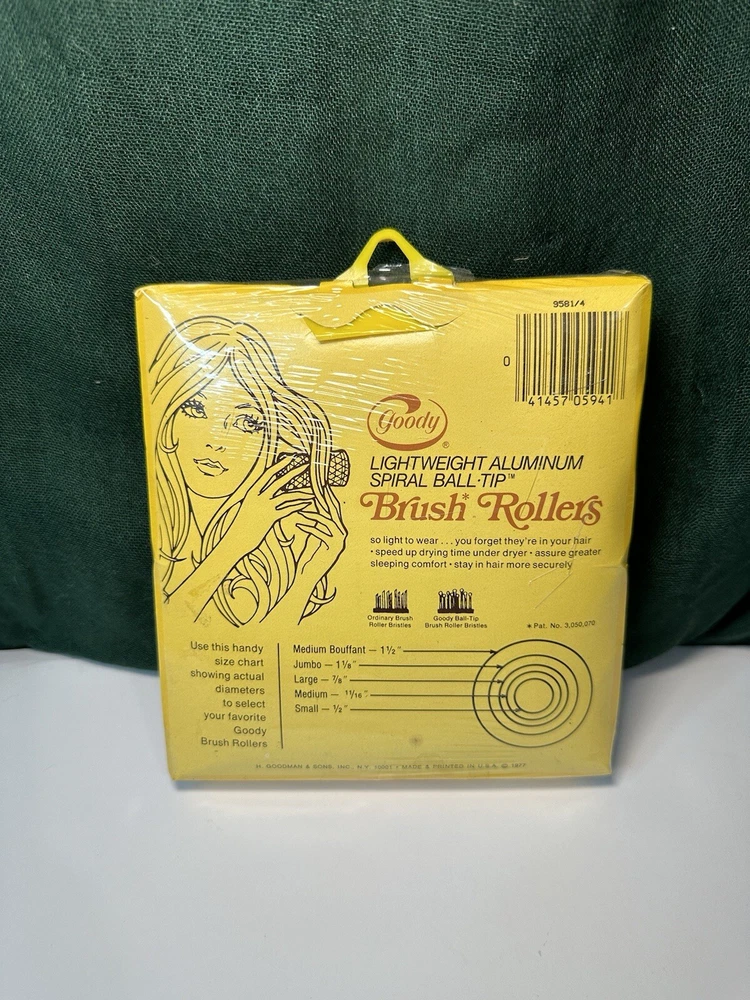 9581/4
0
41457 05941
Goody®
LIGHTWEIGHT ALUMINUM
SPIRAL BALL-TIP™
Brush* Rollers
so light to wear . . . you forget they're in your hair
• speed up drying time under dryer • assure greater
sleeping comfort • stay in hair more securely
Ordinary Brush
Roller Bristles
Goody Ball-Tip
Brush Roller Bristles
* Pat. No. 3,050,070
Use this handy
size chart
showing actual
diameters
to select
your favorite
Goody
Brush Rollers
Medium Bouffant — 1½"
Jumbo — 1⅛"
Large — ⅞"
Medium — 11/16"
Small — ½"
H. GOODMAN & SONS, INC., N.Y. 10001 • MADE & PRINTED IN U.S.A. © 1977